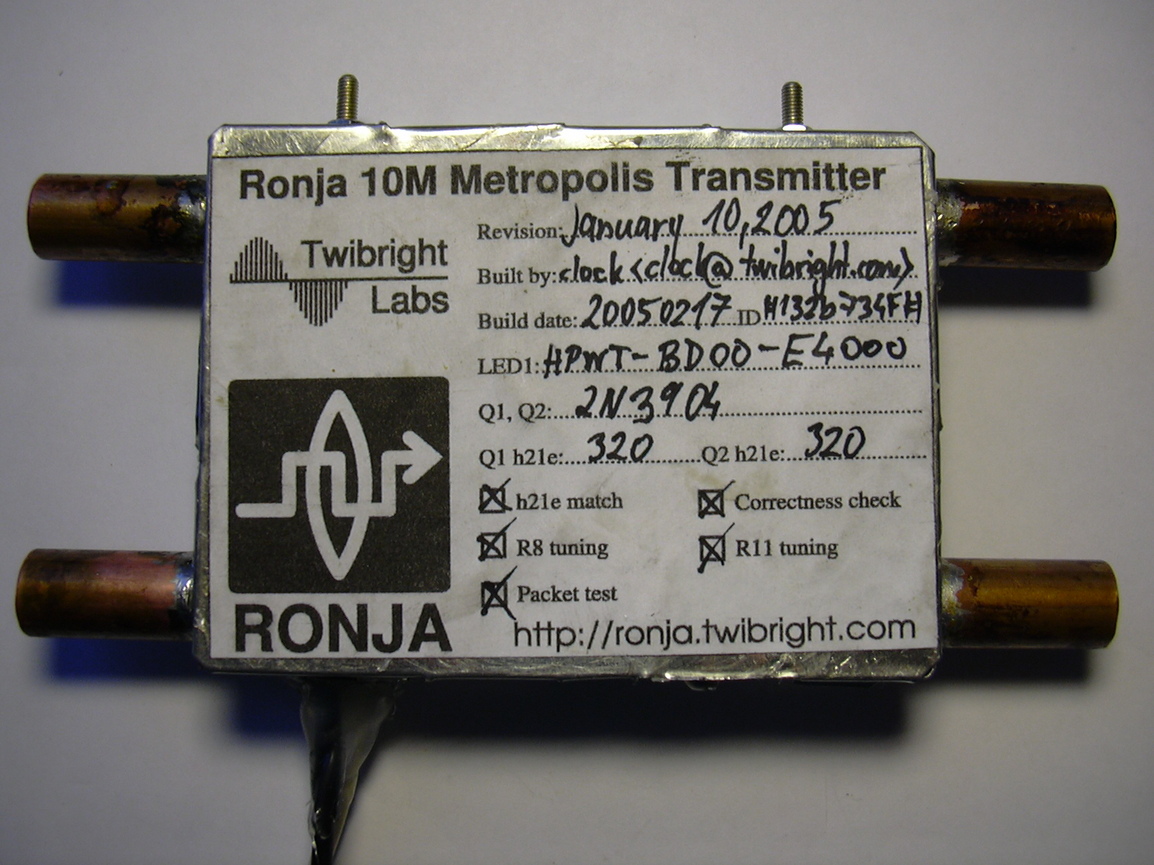 Ronja 10M Metropolis Transmitter
Twibright
Labs
Revision: January 10, 2005
Built by: clock <clock@twibright.com>
Build date: 20050217 ID H132b734FH
LED1: HPWT-BD00-E4000
Q1, Q2: 2N3904
Q1 h21e: 320 Q2 h21e: 320
h21e match Correctness check
R8 tuning R11 tuning
Packet test
RONJA
http://ronja.twibright.com